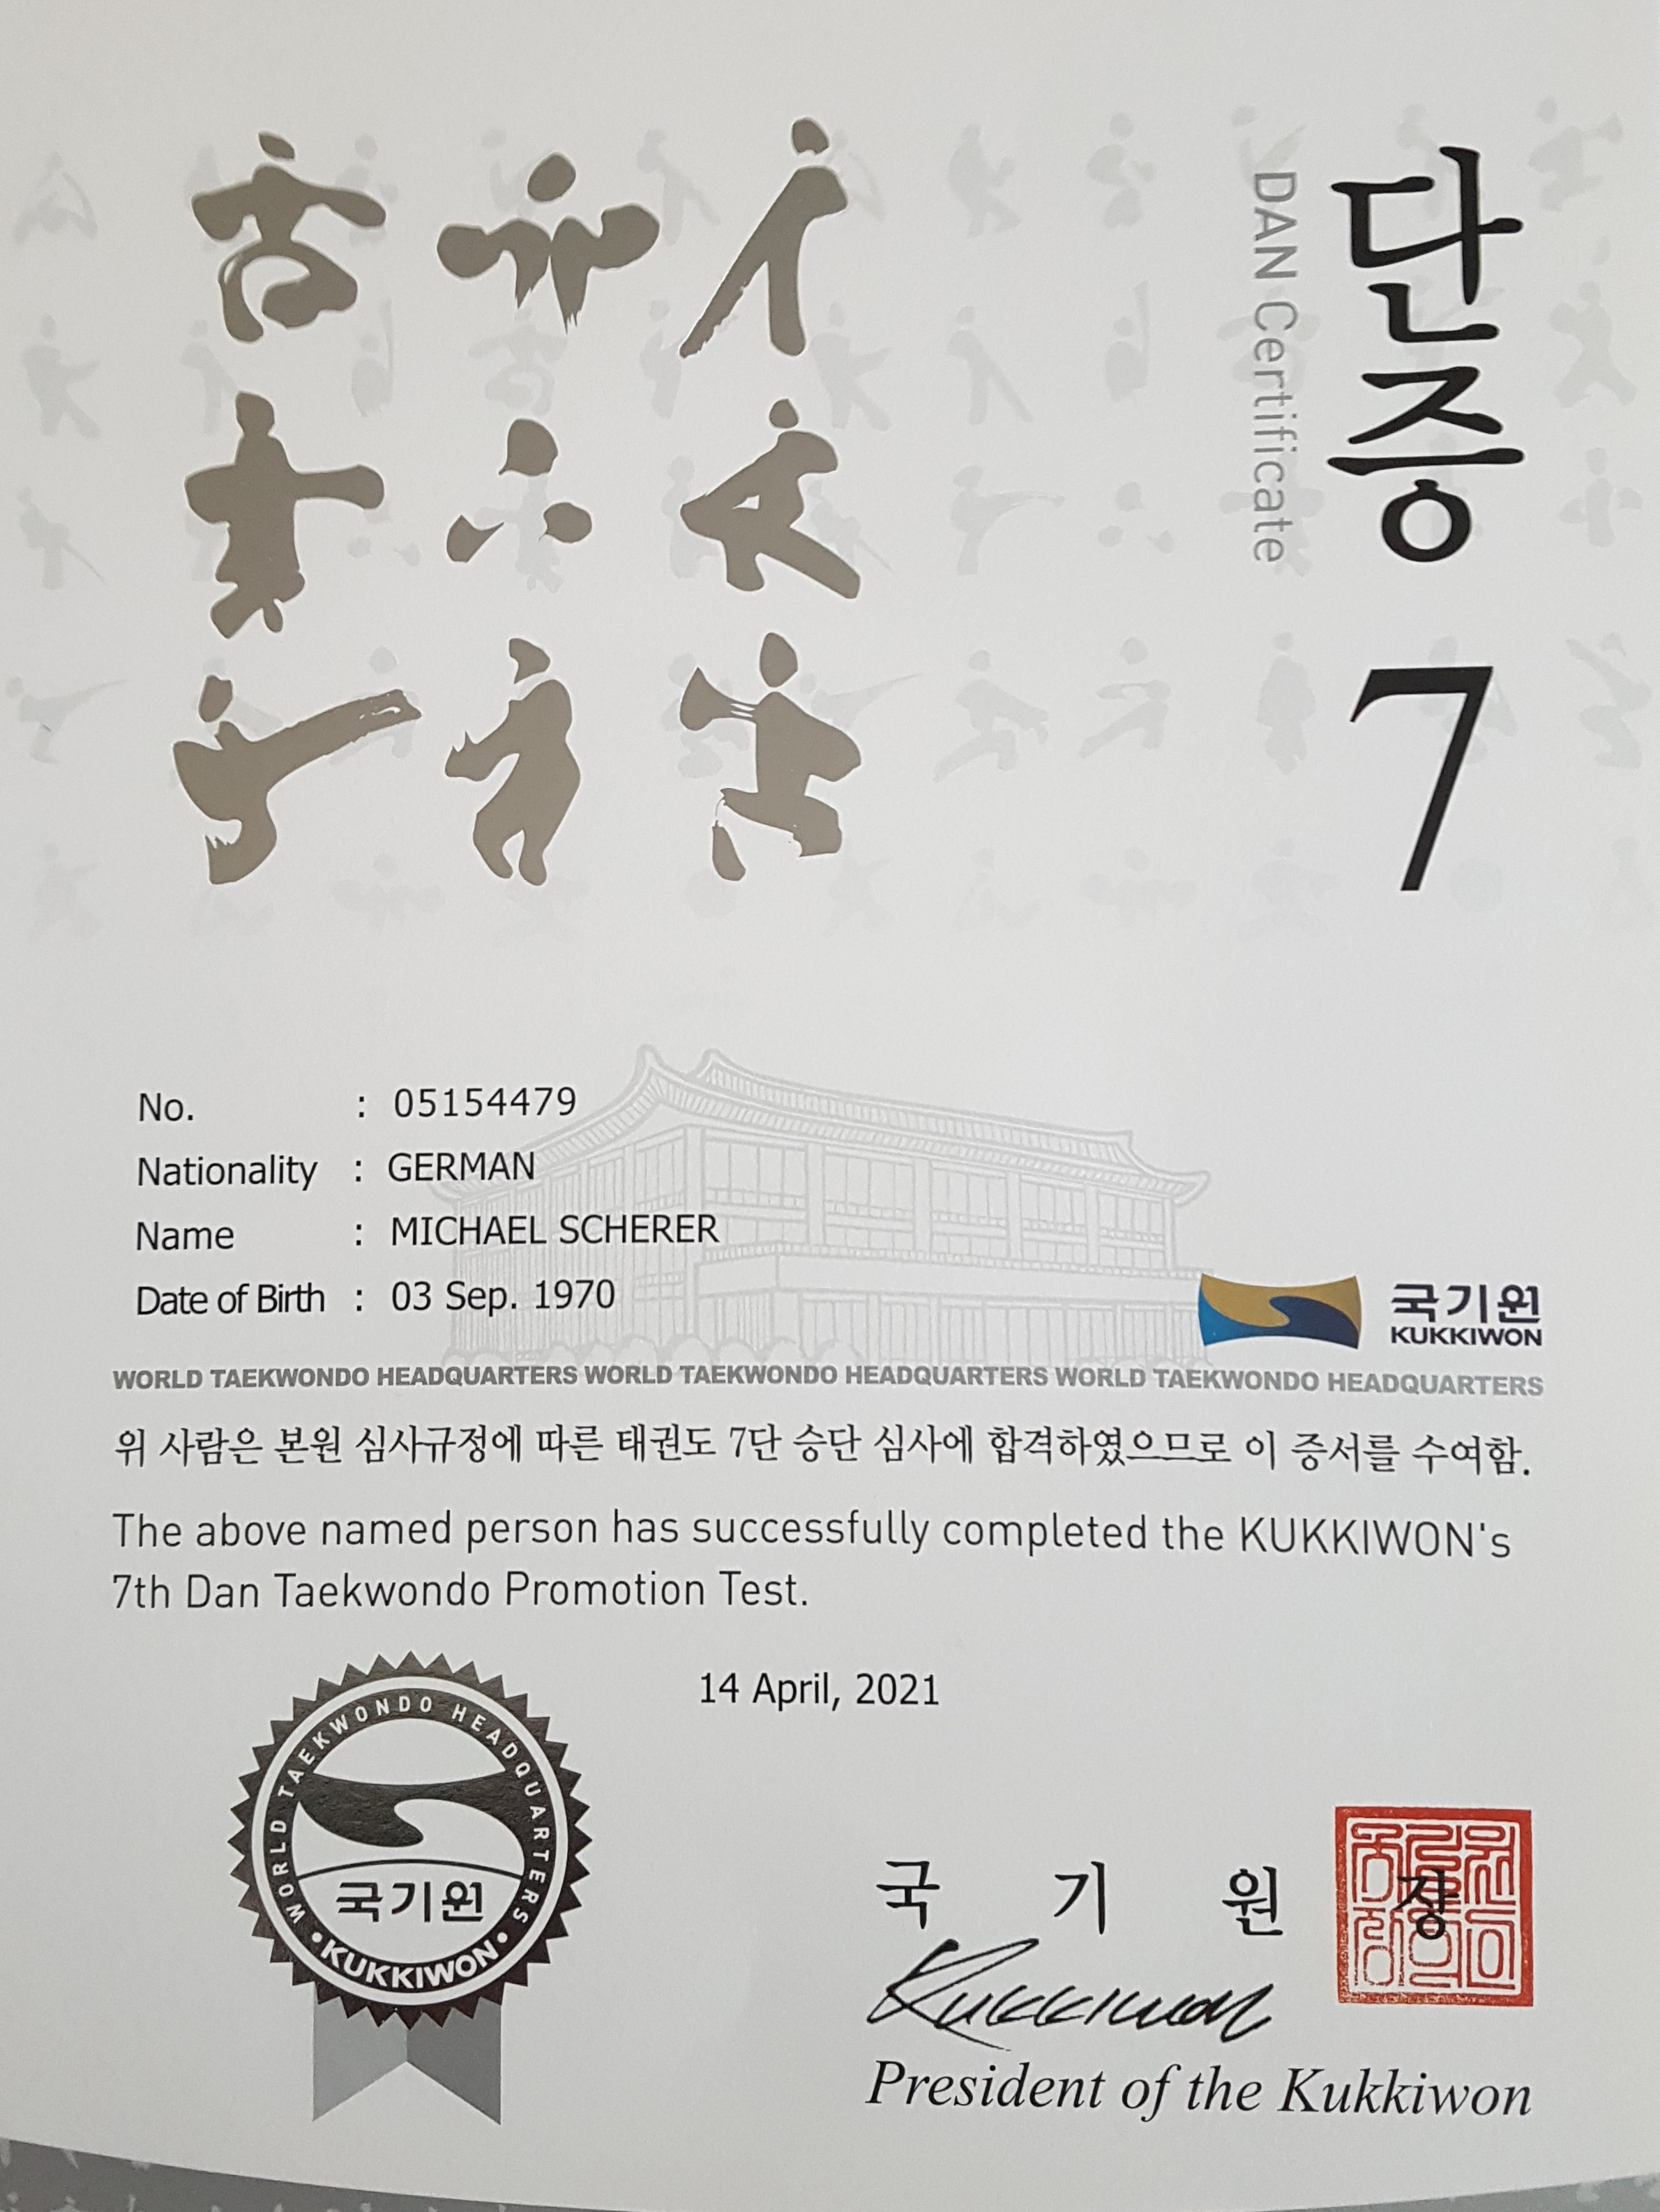 단증 7
DAN Certificate
No. : 05154479
Nationality : GERMAN
Name : MICHAEL SCHERER
Date of Birth : 03 Sep. 1970
국기원
KUKKIWON
WORLD TAEKWONDO HEADQUARTERS WORLD TAEKWONDO HEADQUARTERS WORLD TAEKWONDO HEADQUARTERS
위 사람은 본원 심사규정에 따른 태권도 7단 승단 심사에 합격하였으므로 이 증서를 수여함.
The above named person has successfully completed the KUKKIWON's
7th Dan Taekwondo Promotion Test.
14 April, 2021
WORLD TAEKWONDO HEADQUARTERS
국기원
• KUKKIWON •
국 기 원 장
Kukkiwon
President of the Kukkiwon